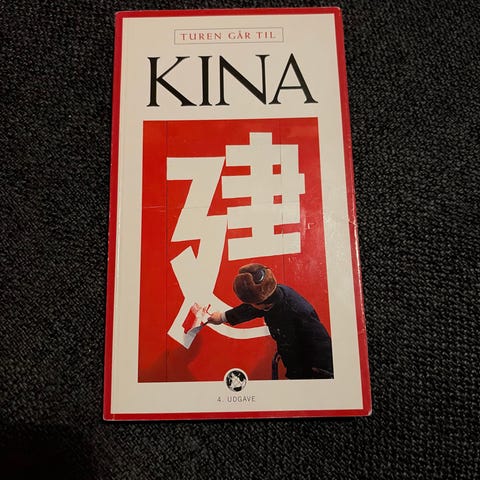 TUREN GÅR TIL
KINA
建
4. UDGAVE